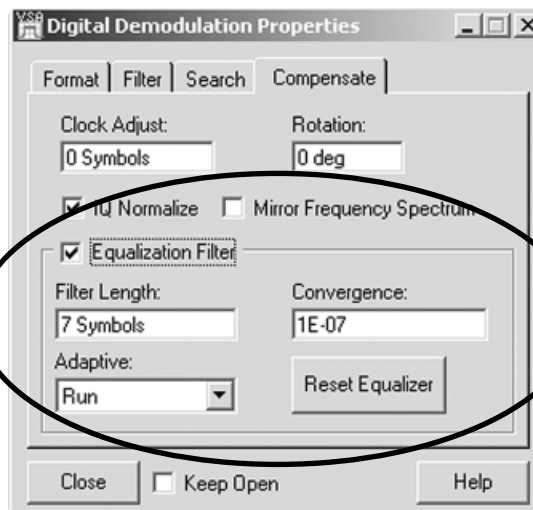 VSA Digital Demodulation Properties
Format Filter Search Compensate
Clock Adjust: Rotation:
0 Symbols 0 deg
IQ Normalize Mirror Frequency Spectrum
Equalization Filter
Filter Length: Convergence:
7 Symbols 1E-07
Adaptive:
Run Reset Equalizer
Close Keep Open Help